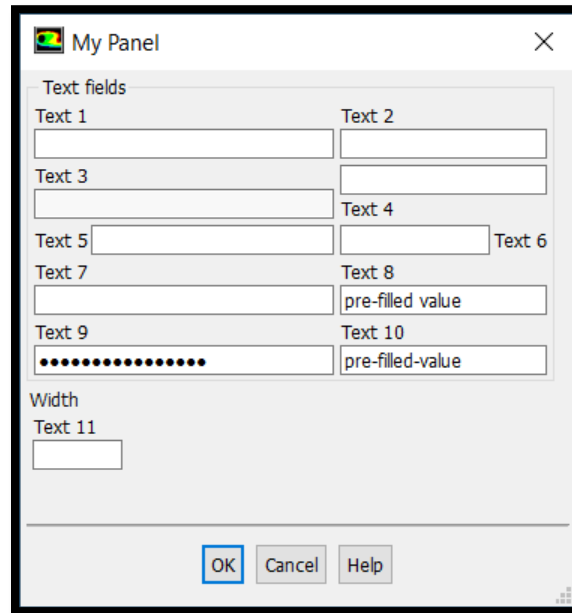 My Panel
Text fields
Text 1 Text 2
Text 3
Text 4
Text 5 Text 6
Text 7 Text 8
pre-filled value
Text 9 Text 10
●●●●●●●●●●●●●●●● pre-filled-value
Width
Text 11
OK Cancel Help